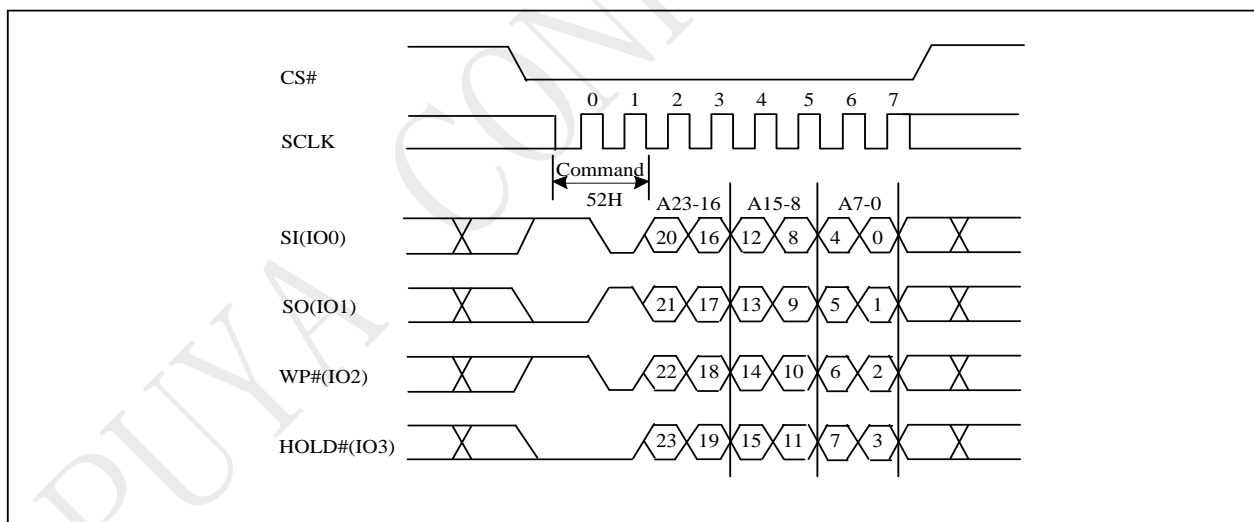 CS#
0 1 2 3 4 5 6 7
SCLK
Command
52H
A23-16 A15-8 A7-0
SI(IO0) 20 16 12 8 4 0
SO(IO1) 21 17 13 9 5 1
WP#(IO2) 22 18 14 10 6 2
HOLD#(IO3) 23 19 15 11 7 3
PUYA